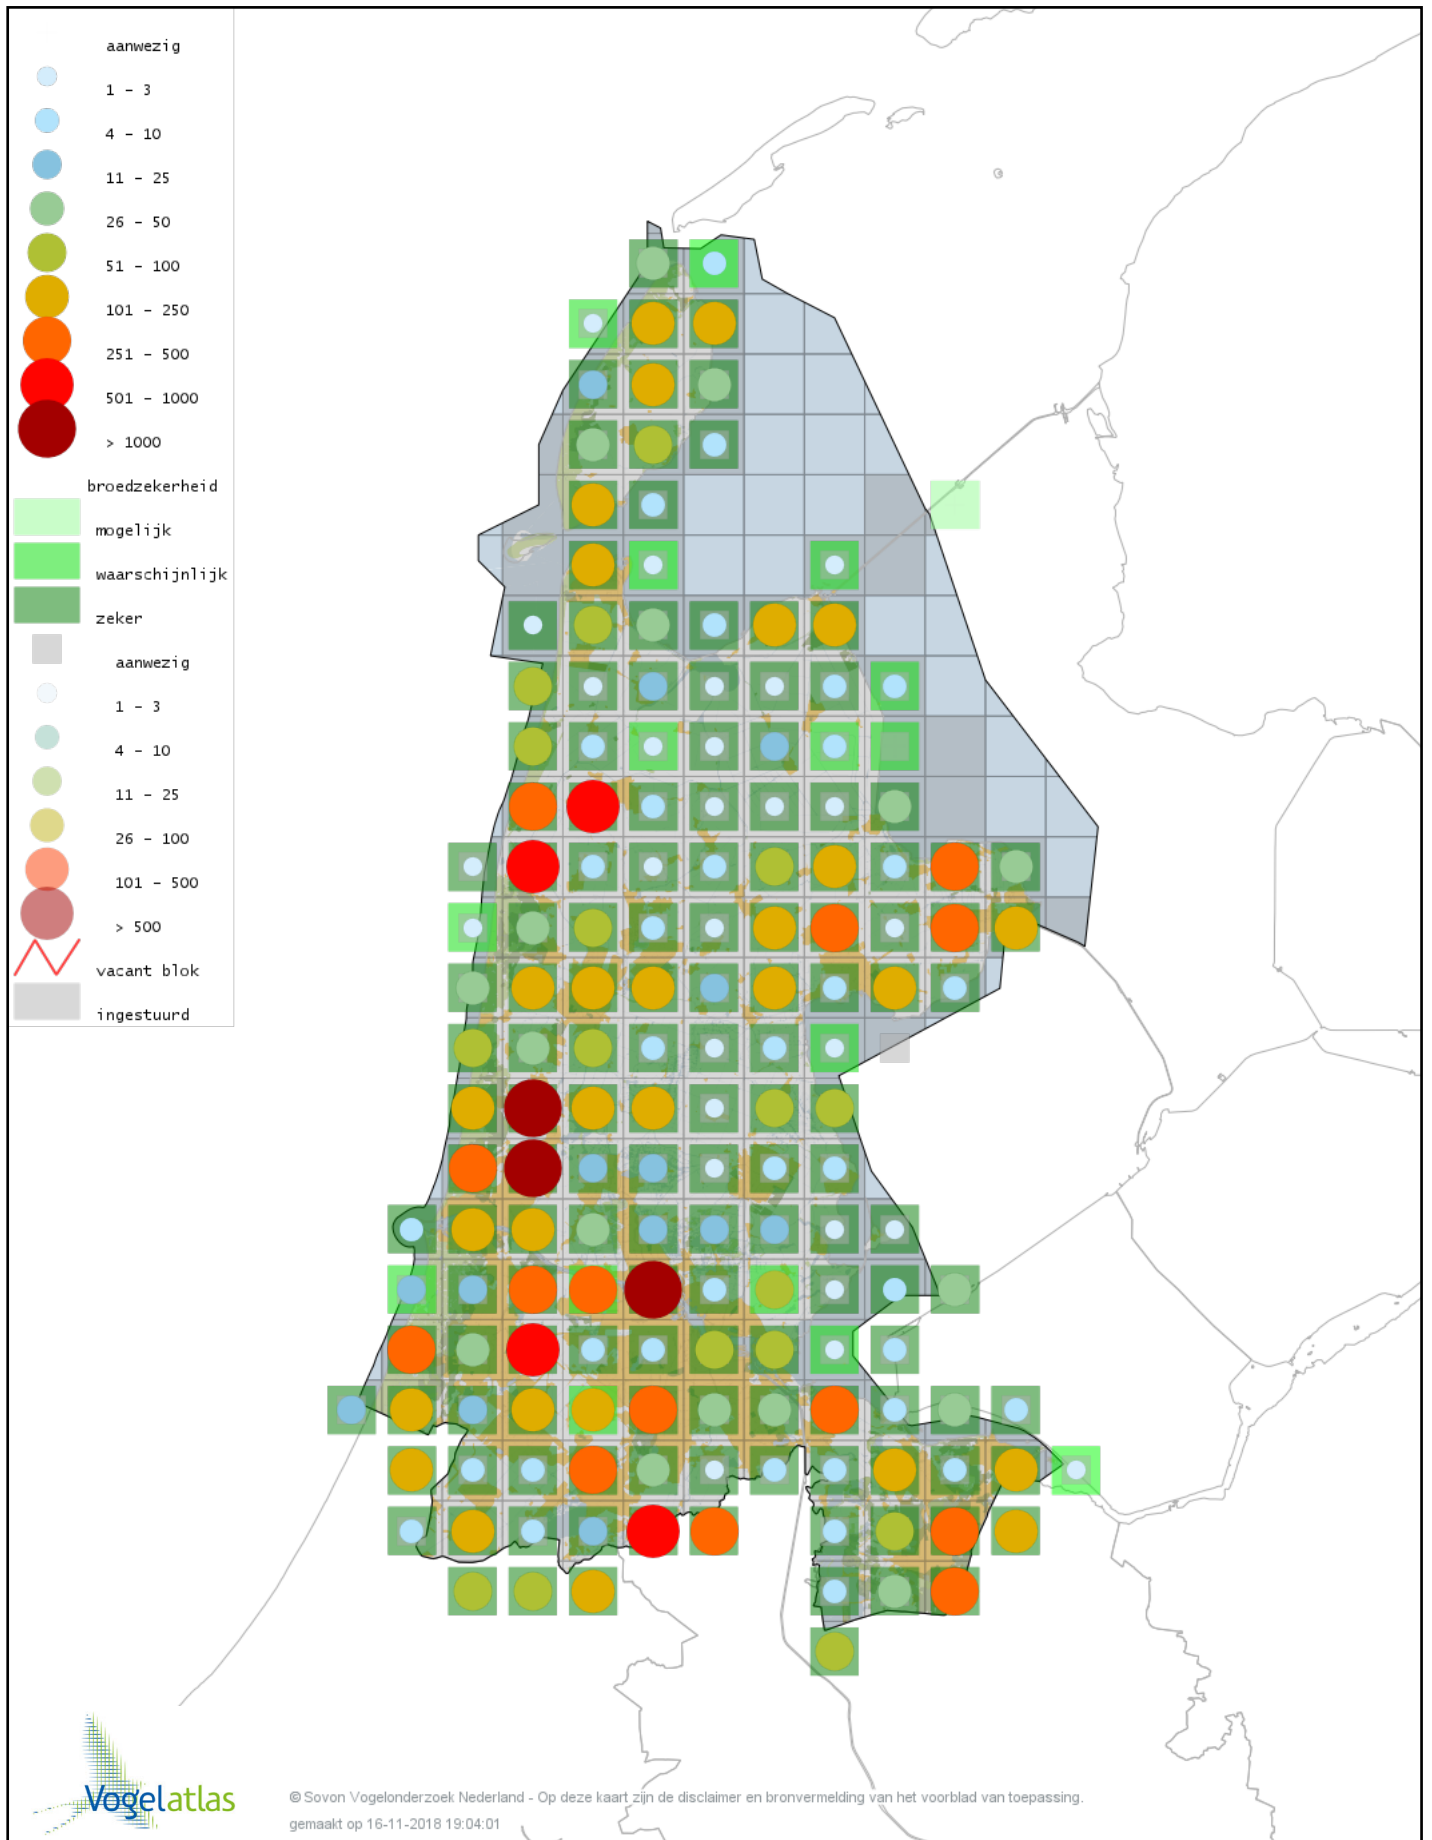 aanwezig
1 - 3
4 - 10
11 - 25
26 - 50
51 - 100
101 - 250
251 - 500
501 - 1000
> 1000
broedzekerheid
mogelijk
waarschijnlijk
zeker
aanwezig
1 - 3
4 - 10
11 - 25
26 - 100
101 - 500
> 500
vacant blok
ingestuurd
Vogelatlas
© Sovon Vogelonderzoek Nederland - Op deze kaart zijn de disclaimer en bronvermelding van het voorblad van toepassing.
gemaakt op 16-11-2018 19:04:01